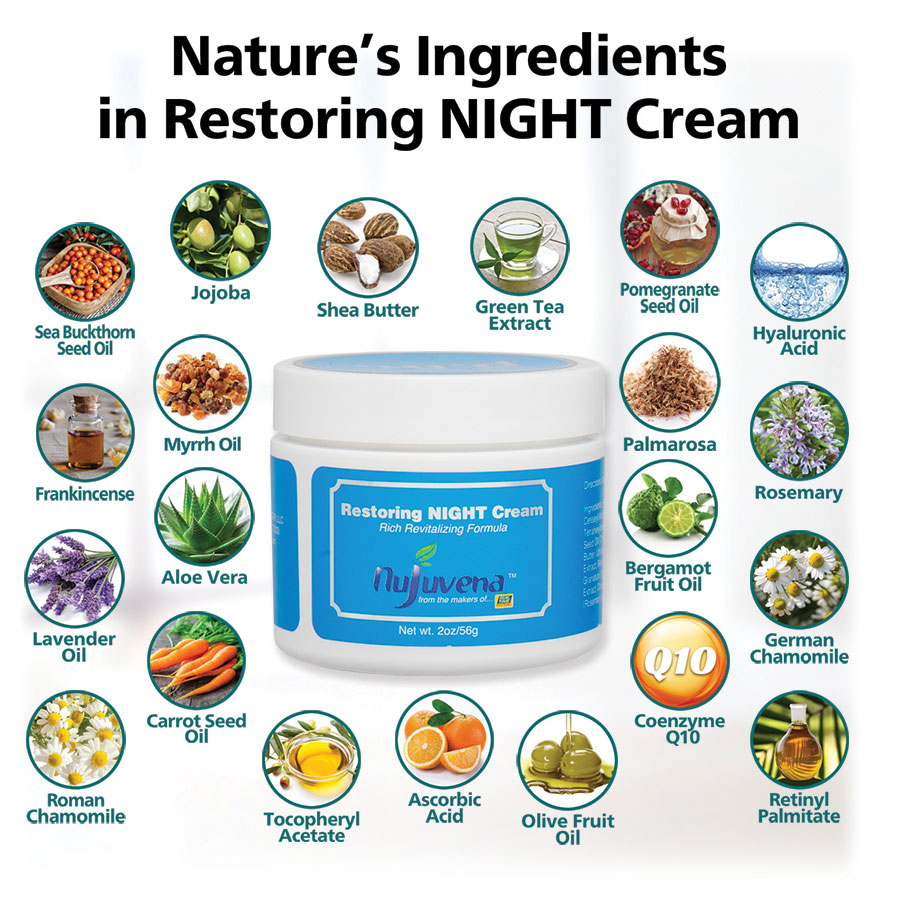 Nature's Ingredients
in Restoring NIGHT Cream
Sea Buckthorn
Seed Oil
Jojoba
Shea Butter
Green Tea
Extract
Pomegranate
Seed Oil
Hyaluronic
Acid
Myrrh Oil
Palmarosa
Frankincense
Rosemary
Aloe Vera
Bergamot
Fruit Oil
Lavender
Oil
German
Chamomile
Carrot Seed
Oil
Q10
Coenzyme
Q10
Roman
Chamomile
Tocopheryl
Acetate
Ascorbic
Acid
Olive Fruit
Oil
Retinyl
Palmitate
Restoring NIGHT Cream
Rich Revitalizing Formula
NuJuvena™
from the makers of...
Net wt. 2oz/56g